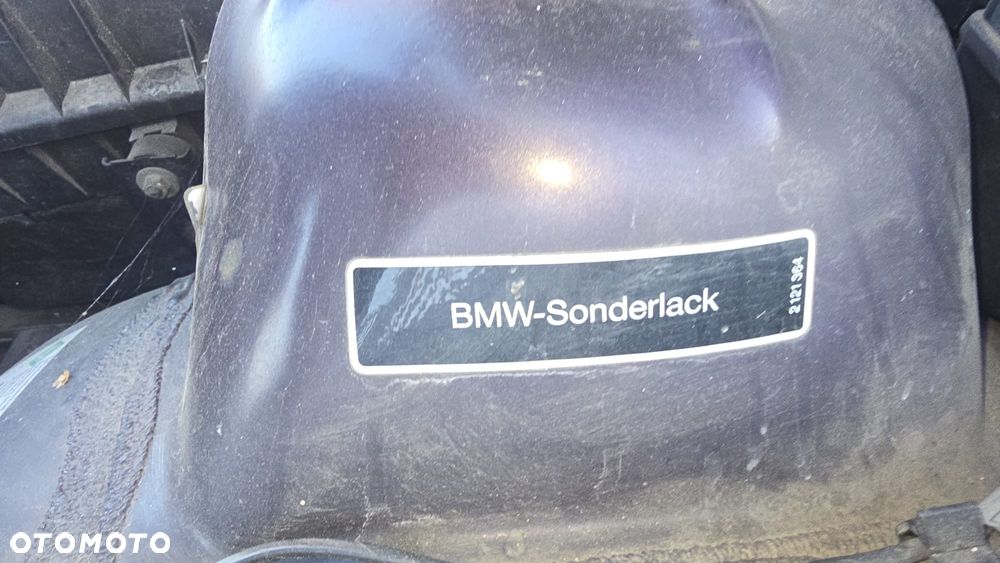 BMW-Sonderlack
2 121 364
OTOMOTO